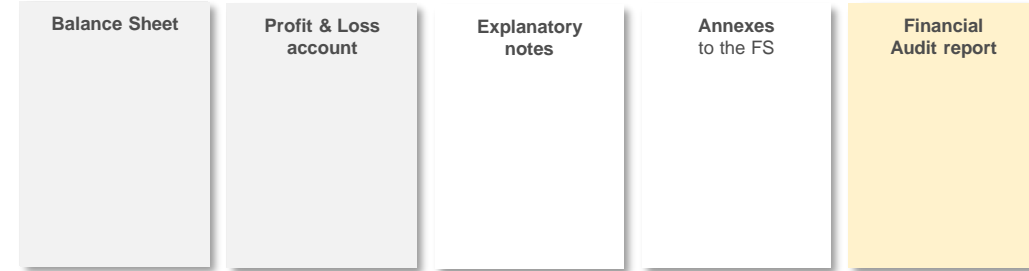 Balance Sheet
Profit & Loss
account
Explanatory
notes
Annexes
to the FS
Financial
Audit report